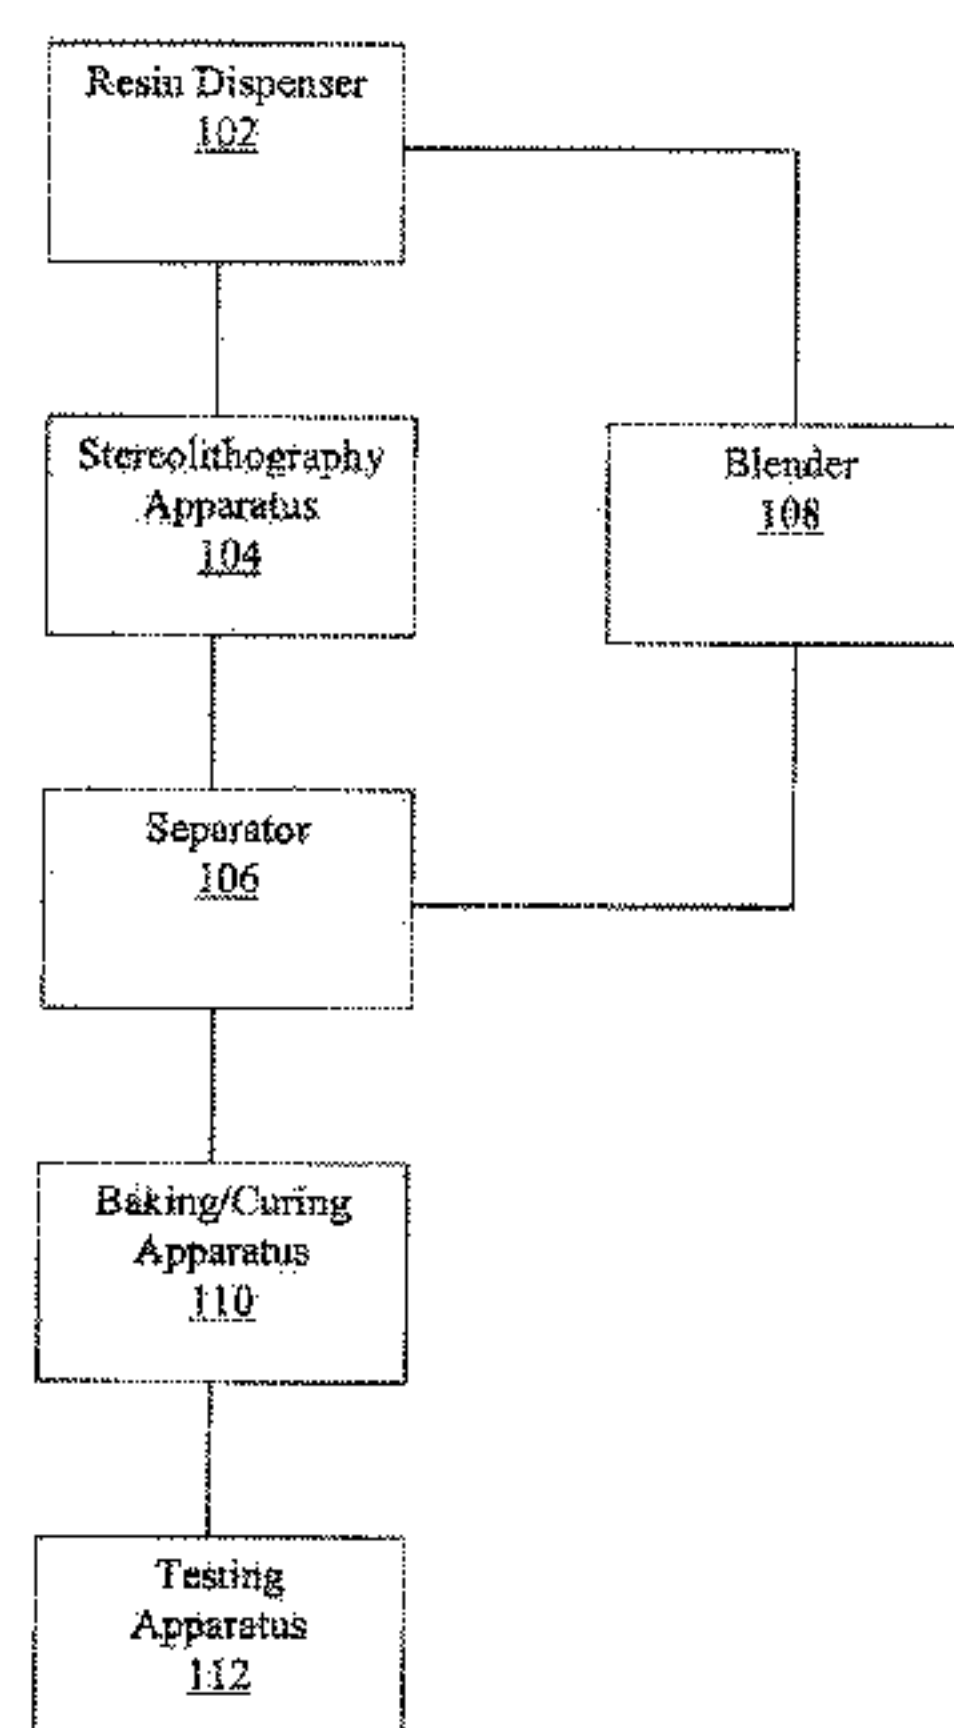 Resin Dispenser
102
Stereolithography
Apparatus
104
Blender
108
Separator
106
Baking/Curing
Apparatus
110
Testing
Apparatus
112